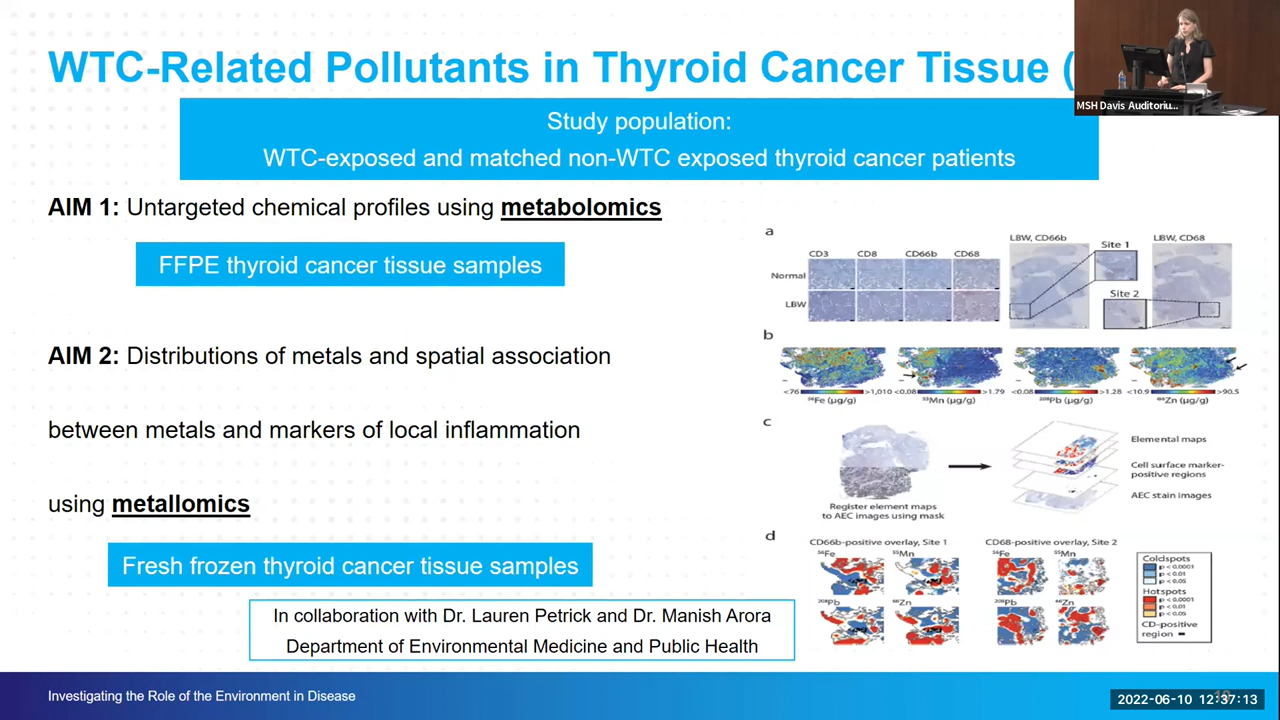 WTC-Related Pollutants in Thyroid Cancer Tissue (
MSH Davis Auditoriu...
Study population:
WTC-exposed and matched non-WTC exposed thyroid cancer patients
AIM 1: Untargeted chemical profiles using metabolomics
FFPE thyroid cancer tissue samples
AIM 2: Distributions of metals and spatial association
between metals and markers of local inflammation
using metallomics
Fresh frozen thyroid cancer tissue samples
In collaboration with Dr. Lauren Petrick and Dr. Manish Arora
Department of Environmental Medicine and Public Health
a
LBW, CD66b
LBW, CD68
CD3 CD8 CD66b CD68
Site 1
Normal
Site 2
LBW
b
<76 >1,010 <0.08 >1.79 <0.08 >1.28 <10.9 >90.5
⁵⁶Fe (µg/g) ⁵⁵Mn (µg/g) ²⁰⁸Pb (µg/g) ⁶⁶Zn (µg/g)
c
Elemental maps
Cell surface marker-
positive regions
AEC stain images
Register element maps
to AEC images using mask
d
CD66b-positive overlay, Site 1
CD68-positive overlay, Site 2
⁵⁶Fe ⁵⁵Mn ⁵⁶Fe ⁵⁵Mn
²⁰⁸Pb ⁶⁶Zn ²⁰⁸Pb ⁶⁶Zn
Coldspots
p < 0.0001
p < 0.01
p < 0.05
Hotspots
p < 0.0001
p < 0.01
p < 0.05
CD-positive
region
Investigating the Role of the Environment in Disease
2022-06-10 12:37:13